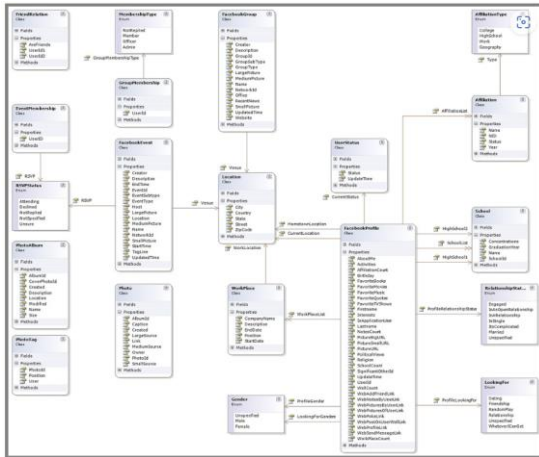 FriendRelation
Class
Fields
Properties
AreFriends
UserId1
UserId2
Methods
MembershipType
Enum
NotReplied
Member
Officer
Admin
GroupMembershipType
GroupMembership
Class
Fields
Properties
UserId
Methods
FacebookGroup
Class
Fields
Properties
Creator
Description
GroupId
GroupSubType
GroupType
LargePicture
MediumPicture
Name
NetworkId
Office
RecentNews
SmallPicture
UpdatedTime
Website
Methods
AffiliationType
Enum
College
HighSchool
Work
Geography
Type
Affiliation
Class
Fields
Properties
Name
NId
Status
Year
Methods
AffiliationList
EventMembership
Class
Fields
Properties
UserId
Methods
RSVP
RSVPStatus
Enum
Attending
Declined
NotReplied
NotSpecified
Unsure
RSVP
FacebookEvent
Class
Fields
Properties
Creator
Description
EndTime
EventId
EventSubType
EventType
Host
LargePicture
Location
MediumPicture
Name
NetworkId
SmallPicture
StartTime
TagLine
UpdatedTime
Methods
Venue
Venue
Location
Class
Fields
Properties
City
Country
State
Street
ZipCode
Methods
UserStatus
Class
Fields
Properties
Status
UpdateTime
Methods
CurrentStatus
HometownLocation
CurrentLocation
WorkLocation
School
Class
Fields
Properties
Concentrations
GraduationYear
Name
SchoolId
Methods
HighSchool2
SchoolList
HighSchool1
FacebookProfile
Class
Fields
Properties
AboutMe
Activities
AffiliationCount
Birthday
FavoriteBooks
FavoriteMovies
FavoriteMusic
FavoriteQuotes
FavoriteTVShows
FirstName
Interests
Lastname
NotesCount
PictureBigURL
PictureSmallURL
PictureURL
PoliticalViews
Religion
SchoolCount
SignificantOtherId
UpdateTime
UserId
WallCount
WorkPlaceCount
Methods
PhotoAlbum
Class
Fields
Properties
AlbumId
CoverPhotoId
Created
Description
Location
Modified
Name
Size
Methods
Photo
Class
Fields
Properties
AlbumId
Caption
Created
LargeSource
Link
MediumSource
Owner
PhotoId
SmallSource
Methods
WorkPlace
Class
Fields
Properties
CompanyName
Description
EndDate
Position
StartDate
Methods
WorkPlaceList
RelationshipStat...
Enum
Engaged
InAnOpenRelationship
InARelationship
ItsComplicated
Married
Unspecified
ProfileRelationshipStatus
PhotoTag
Class
Fields
Properties
PhotoId
Position
User
Methods
Gender
Enum
Unspecified
Male
Female
ProfileGender
LookingForGender
LookingFor
Enum
Dating
Friendship
RandomPlay
Relationship
Unspecified
WhateverICanGet
ProfileLookingFor